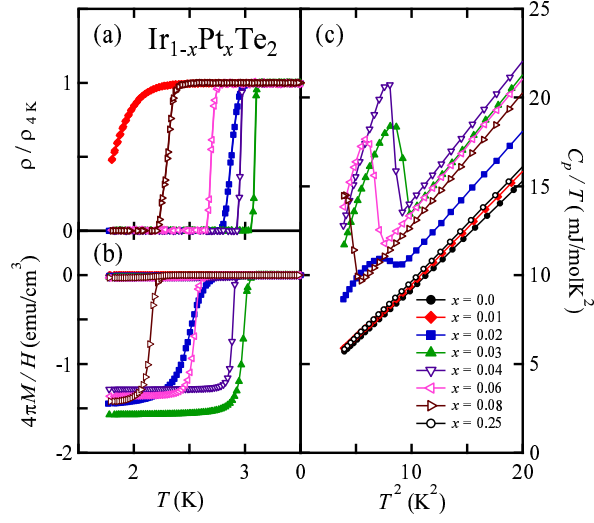 (a) Ir1-xPtxTe2
1
ρ / ρ4 K
0
(b)
0
-1
-2
4πM / H (emu/cm3)
2 3 0
T (K)
(c)
25
20
15
10
5
0
Cp / T ( mJ/molK2 )
x = 0.0
x = 0.01
x = 0.02
x = 0.03
x = 0.04
x = 0.06
x = 0.08
x = 0.25
10 20
T2 (K2)